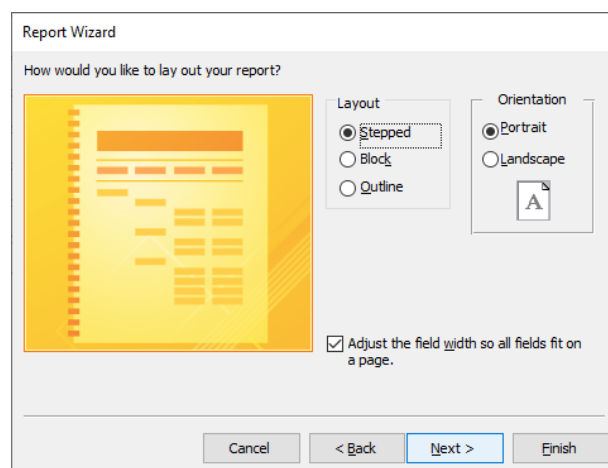 Report Wizard
How would you like to lay out your report?
Layout
Stepped
Block
Outline
Orientation
Portrait
Landscape
A
Adjust the field width so all fields fit on
a page.
Cancel
< Back
Next >
Finish